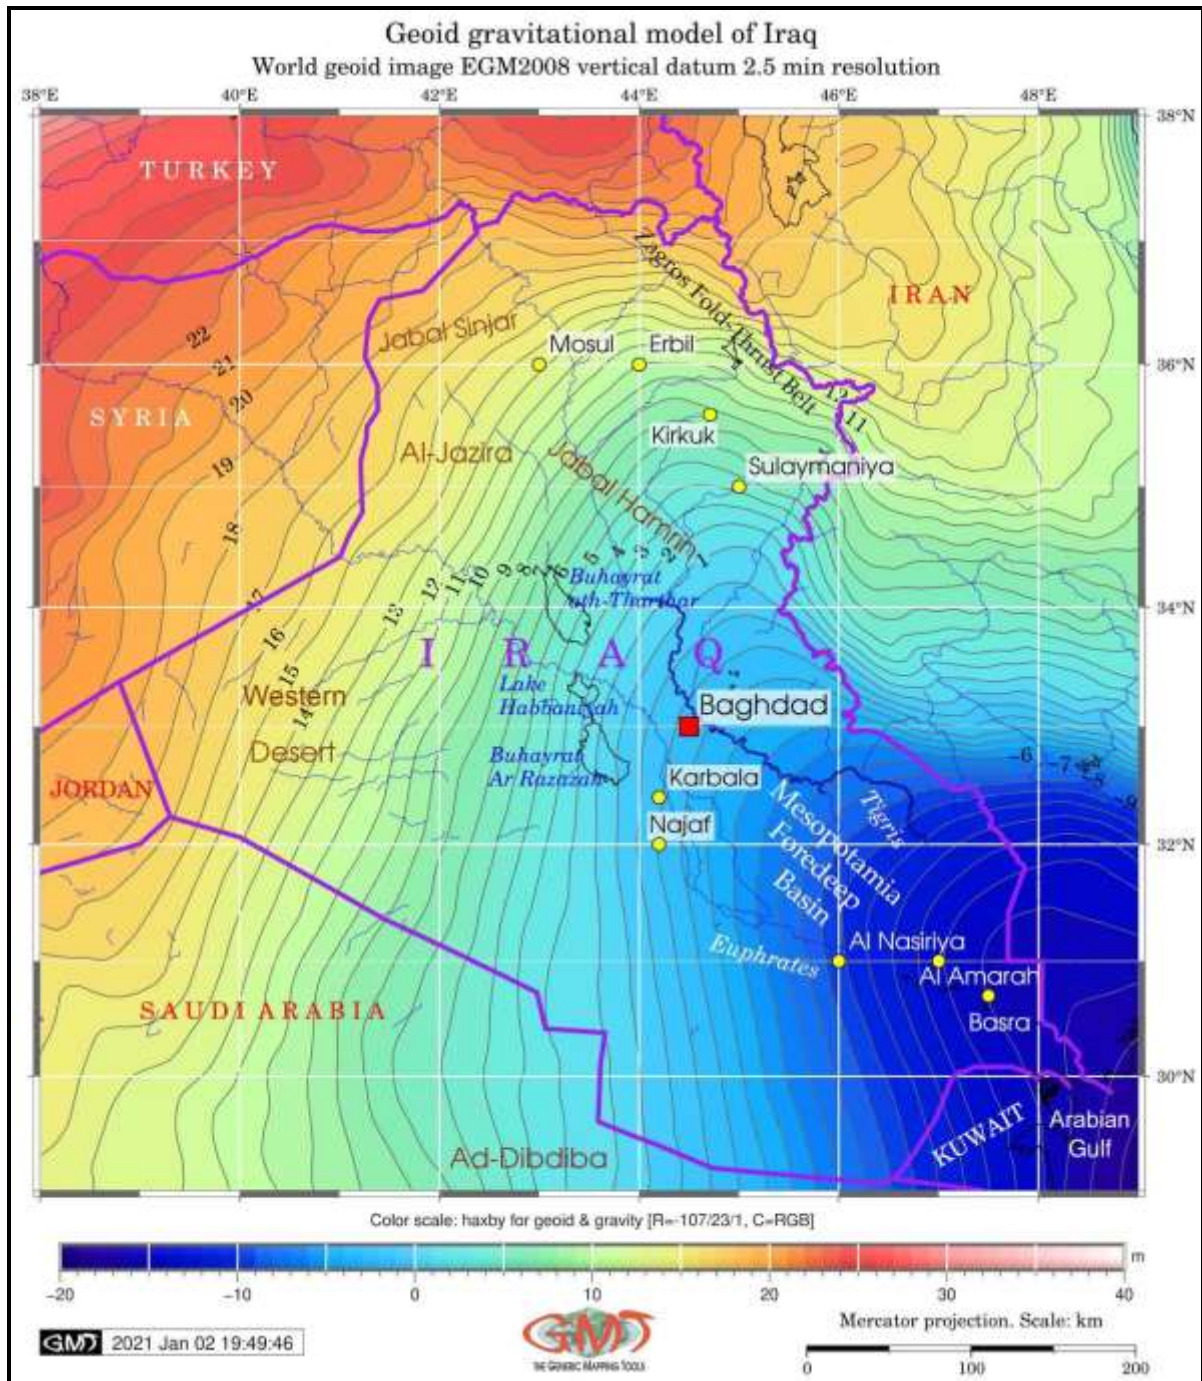 Geoid gravitational model of Iraq
World geoid image EGM2008 vertical datum 2.5 min resolution
38°E 40°E 42°E 44°E 46°E 48°E
38°N
TURKEY
Zagros Fold-Thrust Belt
IRAN
Jabal Sinjar
Mosul
Erbil
36°N
22
21
20
19
18
17
16
15
14
13
12
11
10
9
8
7
6
5
4
3
2
1
12
11
SYRIA
Kirkuk
Al-Jazira
Jabal Hamrin
Sulaymaniya
Buhayrat
ath-Tharthar
34°N
IRAQ
Western
Desert
Lake
Habbaniyah
Baghdad
Buhayrat
Ar Razazah
-6
-7
-8
-9
JORDAN
Karbala
Mesopotamia
Foredeep
Basin
Tigris
Najaf
32°N
Euphrates
Al Nasiriya
Al Amarah
Basra
SAUDI ARABIA
30°N
KUWAIT
Arabian
Gulf
Ad-Dibdiba
Color scale: haxby for geoid & gravity [R=-107/23/1, C=RGB]
m
−20 −10 0 10 20 30 40
GMT 2021 Jan 02 19:49:46
GMT
THE GENERIC MAPPING TOOLS
Mercator projection. Scale: km
0 100 200